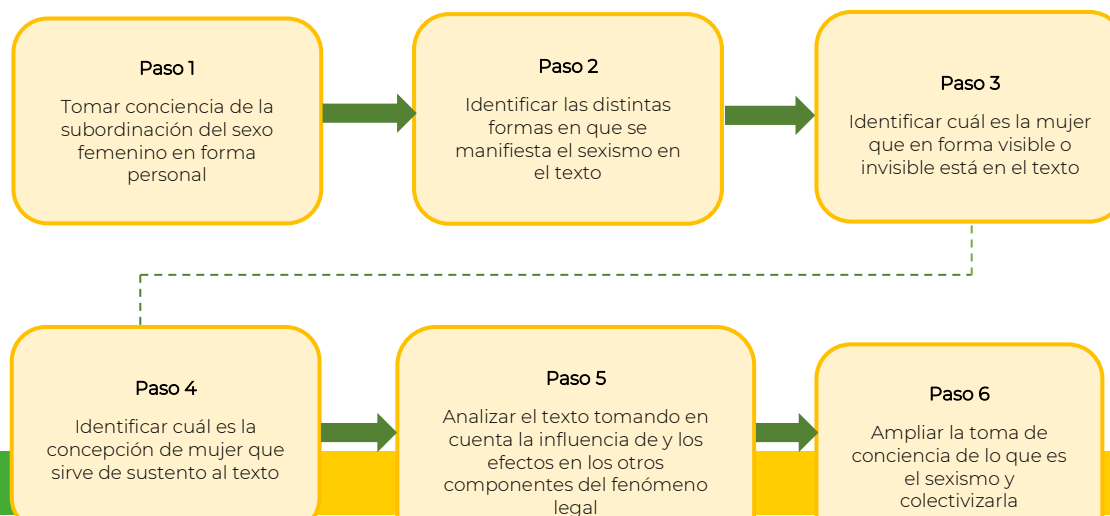 Paso 1
Tomar conciencia de la
subordinación del sexo
femenino en forma
personal
Paso 2
Identificar las distintas
formas en que se
manifiesta el sexismo en
el texto
Paso 3
Identificar cuál es la mujer
que en forma visible o
invisible está en el texto
Paso 4
Identificar cuál es la
concepción de mujer que
sirve de sustento al texto
Paso 5
Analizar el texto tomando en
cuenta la influencia de y los
efectos en los otros
componentes del fenómeno
legal
Paso 6
Ampliar la toma de
conciencia de lo que es
el sexismo y
colectivizarla